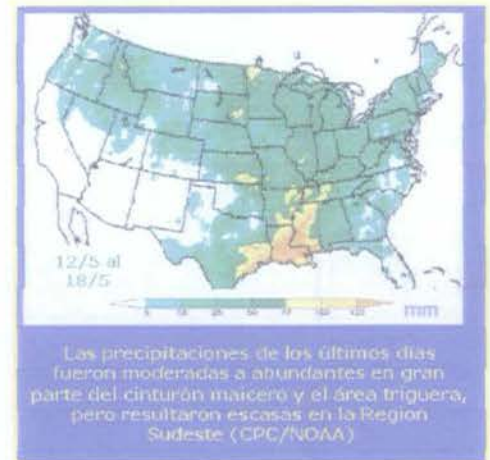 12/5 al
18/5
mm
Las precipitaciones de los últimos días
fueron moderadas a abundantes en gran
parte del cinturón maicero y el área triguera,
pero resultaron escasas en la Region
Sudeste (CPC/NOAA)